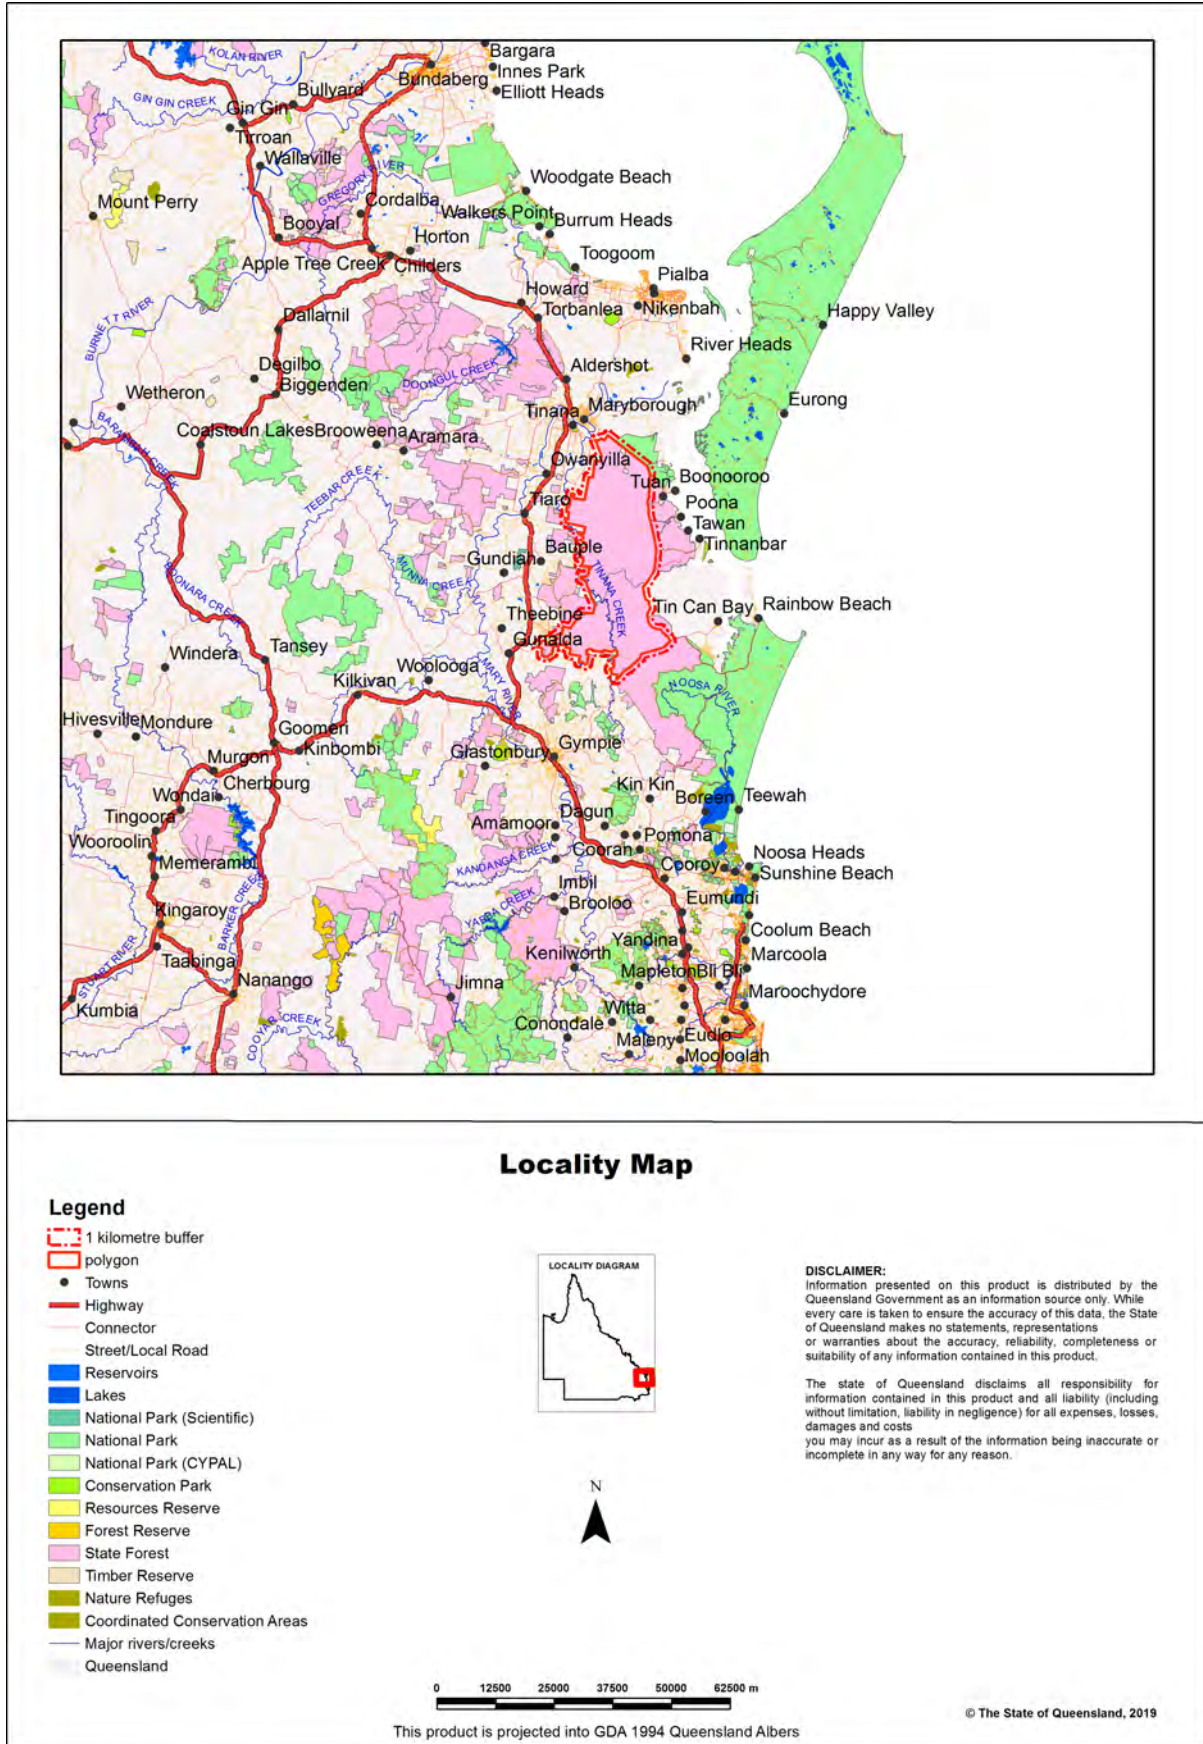 KOLAN RIVER
Bargara
Innes Park
Bundaberg
Elliott Heads
GIN GIN CREEK
Bullyard
Gin Gin
Tirroan
Wallaville
GREGORY RIVER
Woodgate Beach
Mount Perry
Cordalba
Walkers Point
Burrum Heads
Booyal
Horton
Toogoom
Apple Tree Creek
Childers
Pialba
Howard
Nikenbah
BURNETT RIVER
Dallarnil
Torbanlea
Happy Valley
River Heads
Degilbo
Aldershot
Biggenden
DOONGUL CREEK
Wetheron
Eurong
Tinana
Maryborough
BARAMBAH CREEK
Coalstoun Lakes
Brooweena
Aramara
Owanyilla
TEEBAR CREEK
Tuan
Boonooroo
Tiaro
Poona
Tawan
Tinnanbar
Gundiah
Bauple
MUNNA CREEK
BOONARA CREEK
TINANA CREEK
Theebine
Tin Can Bay
Rainbow Beach
Gunalda
Windera
Tansey
Woolooga
MARY RIVER
Kilkivan
NOOSA RIVER
Hivesville
Mondure
Goomeri
Kinbombi
Glastonbury
Gympie
Murgon
Cherbourg
Kin Kin
Wondai
Boreen
Teewah
Tingoora
Amamoor
Dagun
Wooroolin
Pomona
Memerambi
Cooran
KANDANGA CREEK
Cooroy
Noosa Heads
Sunshine Beach
Imbil
BARKER CREEK
YABBA CREEK
Brooloo
Eumundi
Kingaroy
Yandina
Coolum Beach
Taabinga
Kenilworth
Marcoola
STUART RIVER
Nanango
Jimna
Mapleton
Bli Bli
Kumbia
Maroochydore
COOYAR CREEK
Witta
Conondale
Maleny
Eudlo
Mooloolah
Locality Map
Legend
1 kilometre buffer
polygon
Towns
Highway
Connector
Street/Local Road
Reservoirs
Lakes
National Park (Scientific)
National Park
National Park (CYPAL)
Conservation Park
Resources Reserve
Forest Reserve
State Forest
Timber Reserve
Nature Refuges
Coordinated Conservation Areas
Major rivers/creeks
Queensland
LOCALITY DIAGRAM
N
DISCLAIMER:
Information presented on this product is distributed by the
Queensland Government as an information source only. While
every care is taken to ensure the accuracy of this data, the State
of Queensland makes no statements, representations
or warranties about the accuracy, reliability, completeness or
suitability of any information contained in this product.
The state of Queensland disclaims all responsibility for
information contained in this product and all liability (including
without limitation, liability in negligence) for all expenses, losses,
damages and costs
you may incur as a result of the information being inaccurate or
incomplete in any way for any reason.
0 12500 25000 37500 50000 62500 m
This product is projected into GDA 1994 Queensland Albers
© The State of Queensland, 2019